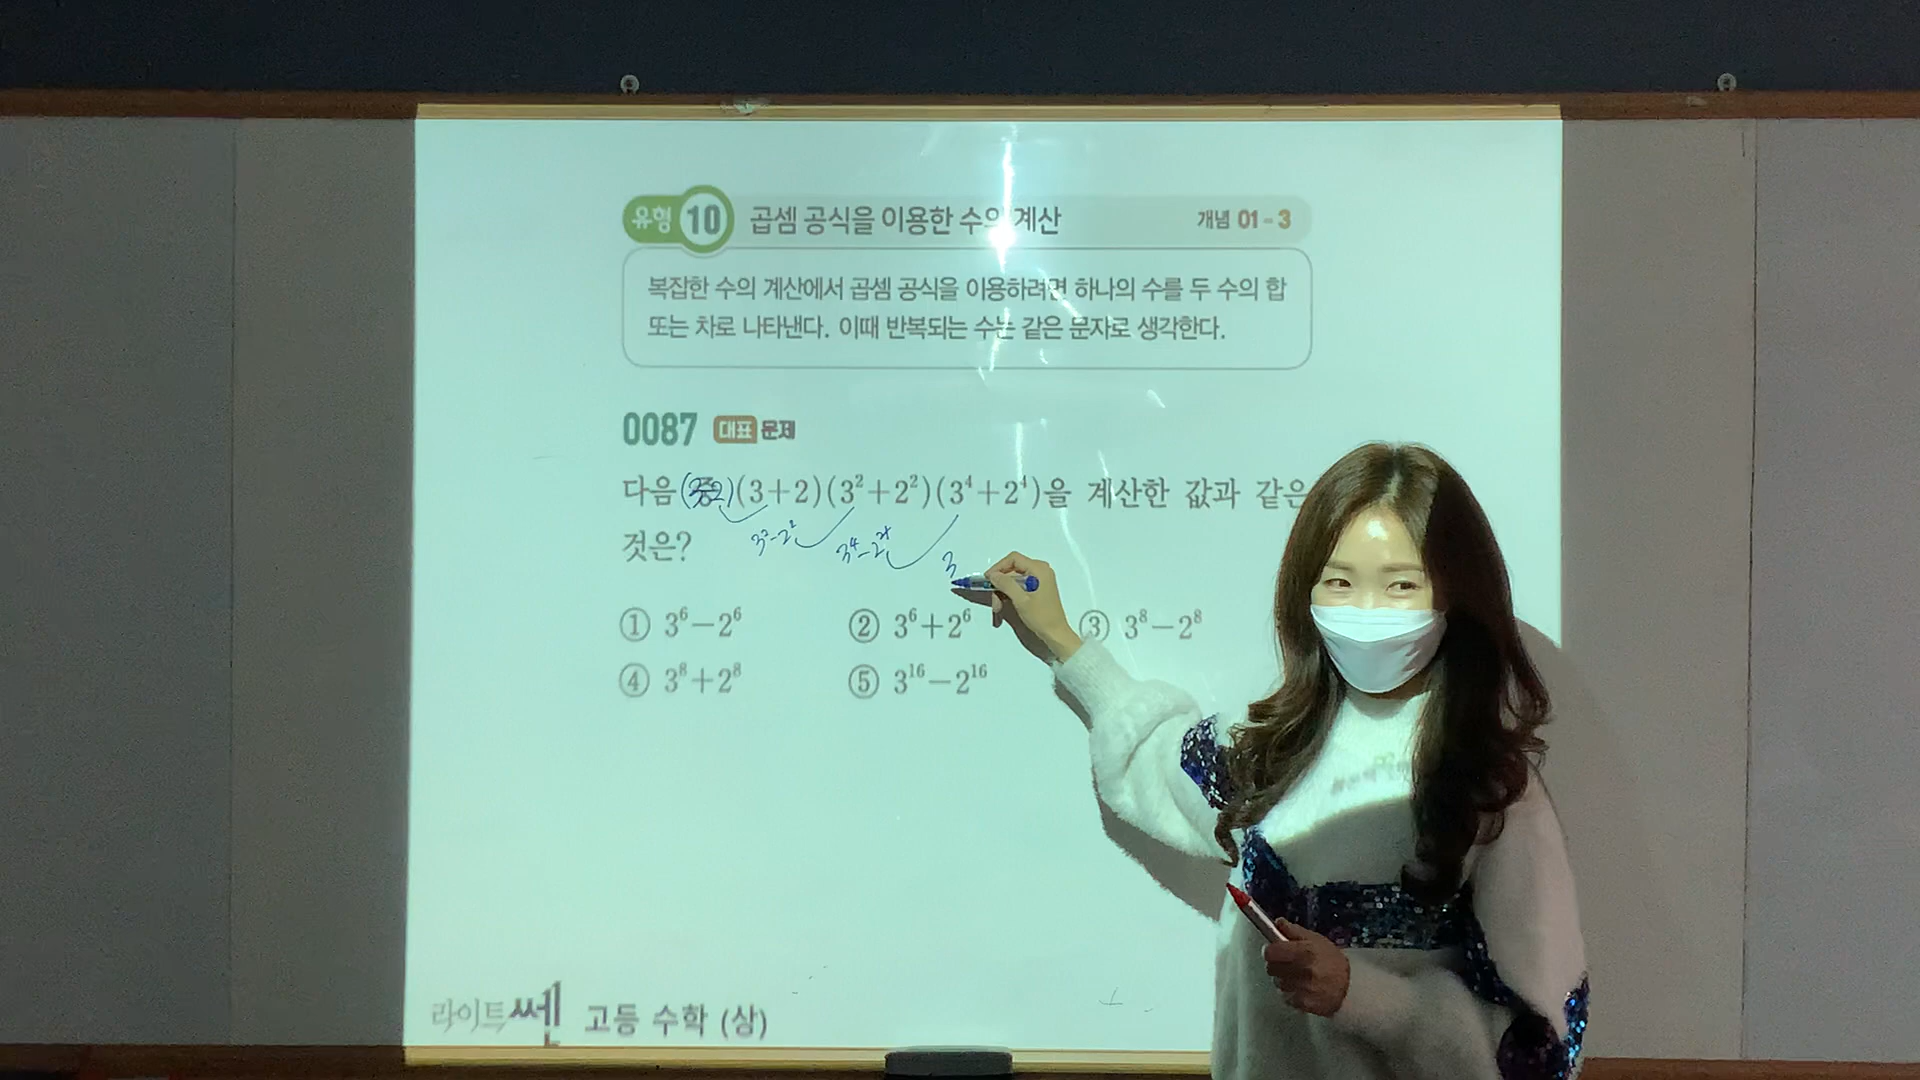 유형 10 곱셈 공식을 이용한 수의 계산 개념 01-3
복잡한 수의 계산에서 곱셈 공식을 이용하려면 하나의 수를 두 수의 합
또는 차로 나타낸다. 이때 반복되는 수는 같은 문자로 생각한다.
0087 대표문제
다음 (3+2)(3²+2²)(3⁴+2⁴)을 계산한 값과 같은
3²-2² 3⁴-2⁴ 3
것은?
① 3⁶-2⁶ ② 3⁶+2⁶ ③ 3⁸-2⁸
④ 3⁸+2⁸ ⑤ 3¹⁶-2¹⁶
라이트쎈 고등 수학 (상)